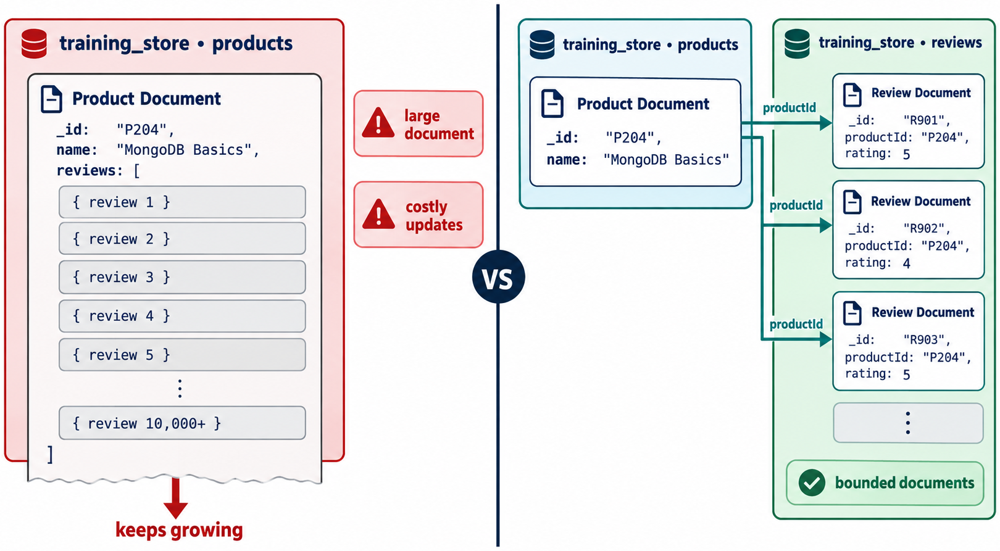 training_store • products
Product Document
_id: "P204",
name: "MongoDB Basics",
reviews: [
{ review 1 }
{ review 2 }
{ review 3 }
{ review 4 }
{ review 5 }
⋮
{ review 10,000+ }
]
keeps growing
large
document
costly
updates
VS
training_store • products
Product Document
_id: "P204",
name: "MongoDB Basics"
productId
productId
productId
training_store • reviews
Review Document
_id: "R901",
productId: "P204",
rating: 5
Review Document
_id: "R902",
productId: "P204",
rating: 4
Review Document
_id: "R903",
productId: "P204",
rating: 5
⋮
bounded documents